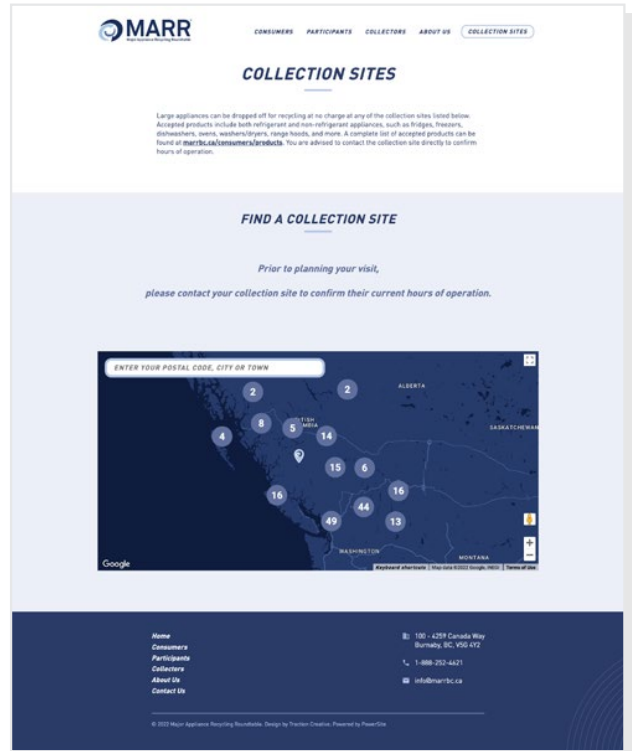 MARR
Major Appliance Recycling Roundtable
CONSUMERS PARTICIPANTS COLLECTORS ABOUT US COLLECTION SITES
COLLECTION SITES
Large appliances can be dropped off for recycling at no charge at any of the collection sites listed below.
Accepted products include both refrigerant and non-refrigerant appliances, such as fridges, freezers,
dishwashers, ovens, washers/dryers, range hoods, and more. A complete list of accepted products can be
found at marrbc.ca/consumers/products. You are advised to contact the collection site directly to confirm
hours of operation.
FIND A COLLECTION SITE
Prior to planning your visit,
please contact your collection site to confirm their current hours of operation.
ENTER YOUR POSTAL CODE, CITY OR TOWN
2
2
ALBERTA
8
5
TISH
MBIA
4
14
SASKATCHEWAN
15
6
16
16
44
49
13
WASHINGTON
MONTANA
Google
Keyboard shortcuts Map data ©2022 Google, INEGI Terms of Use
Home
Consumers
Participants
Collectors
About Us
Contact Us
100 - 4259 Canada Way
Burnaby, BC, V5G 4Y2
1-888-252-4621
info@marrbc.ca
© 2022 Major Appliance Recycling Roundtable. Design by Traction Creative. Powered by PowerSite.